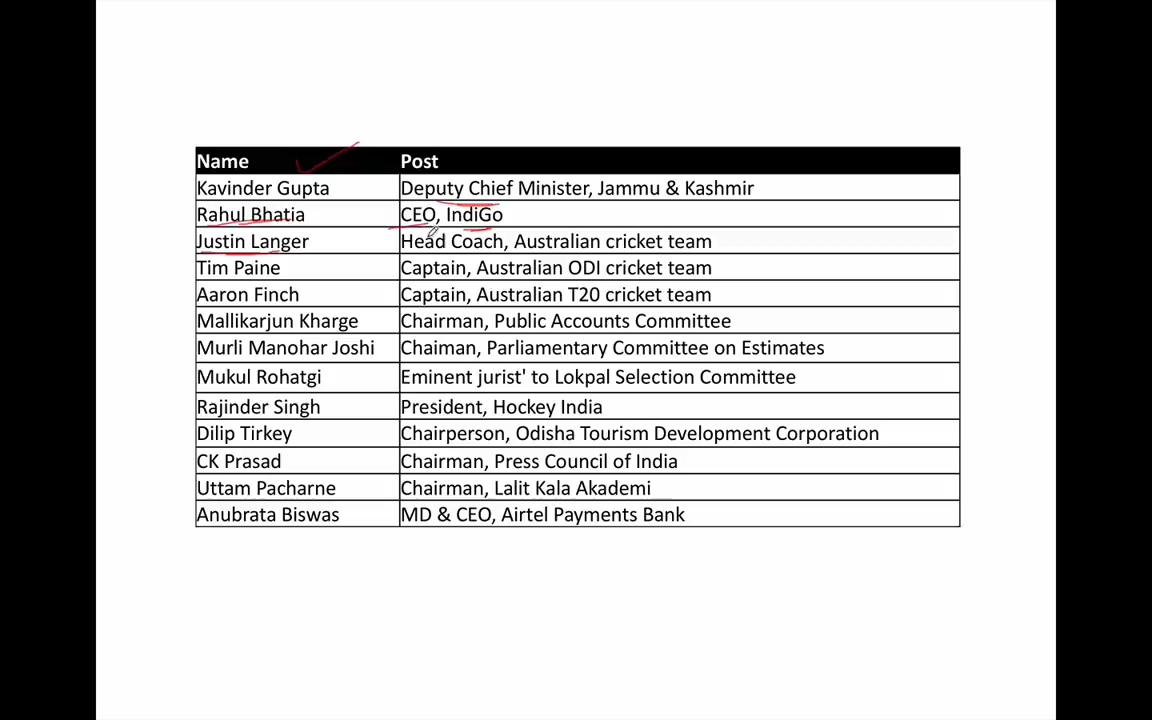 Name Post
Kavinder Gupta Deputy Chief Minister, Jammu & Kashmir
Rahul Bhatia CEO, IndiGo
Justin Langer Head Coach, Australian cricket team
Tim Paine Captain, Australian ODI cricket team
Aaron Finch Captain, Australian T20 cricket team
Mallikarjun Kharge Chairman, Public Accounts Committee
Murli Manohar Joshi Chaiman, Parliamentary Committee on Estimates
Mukul Rohatgi Eminent jurist' to Lokpal Selection Committee
Rajinder Singh President, Hockey India
Dilip Tirkey Chairperson, Odisha Tourism Development Corporation
CK Prasad Chairman, Press Council of India
Uttam Pacharne Chairman, Lalit Kala Akademi
Anubrata Biswas MD & CEO, Airtel Payments Bank